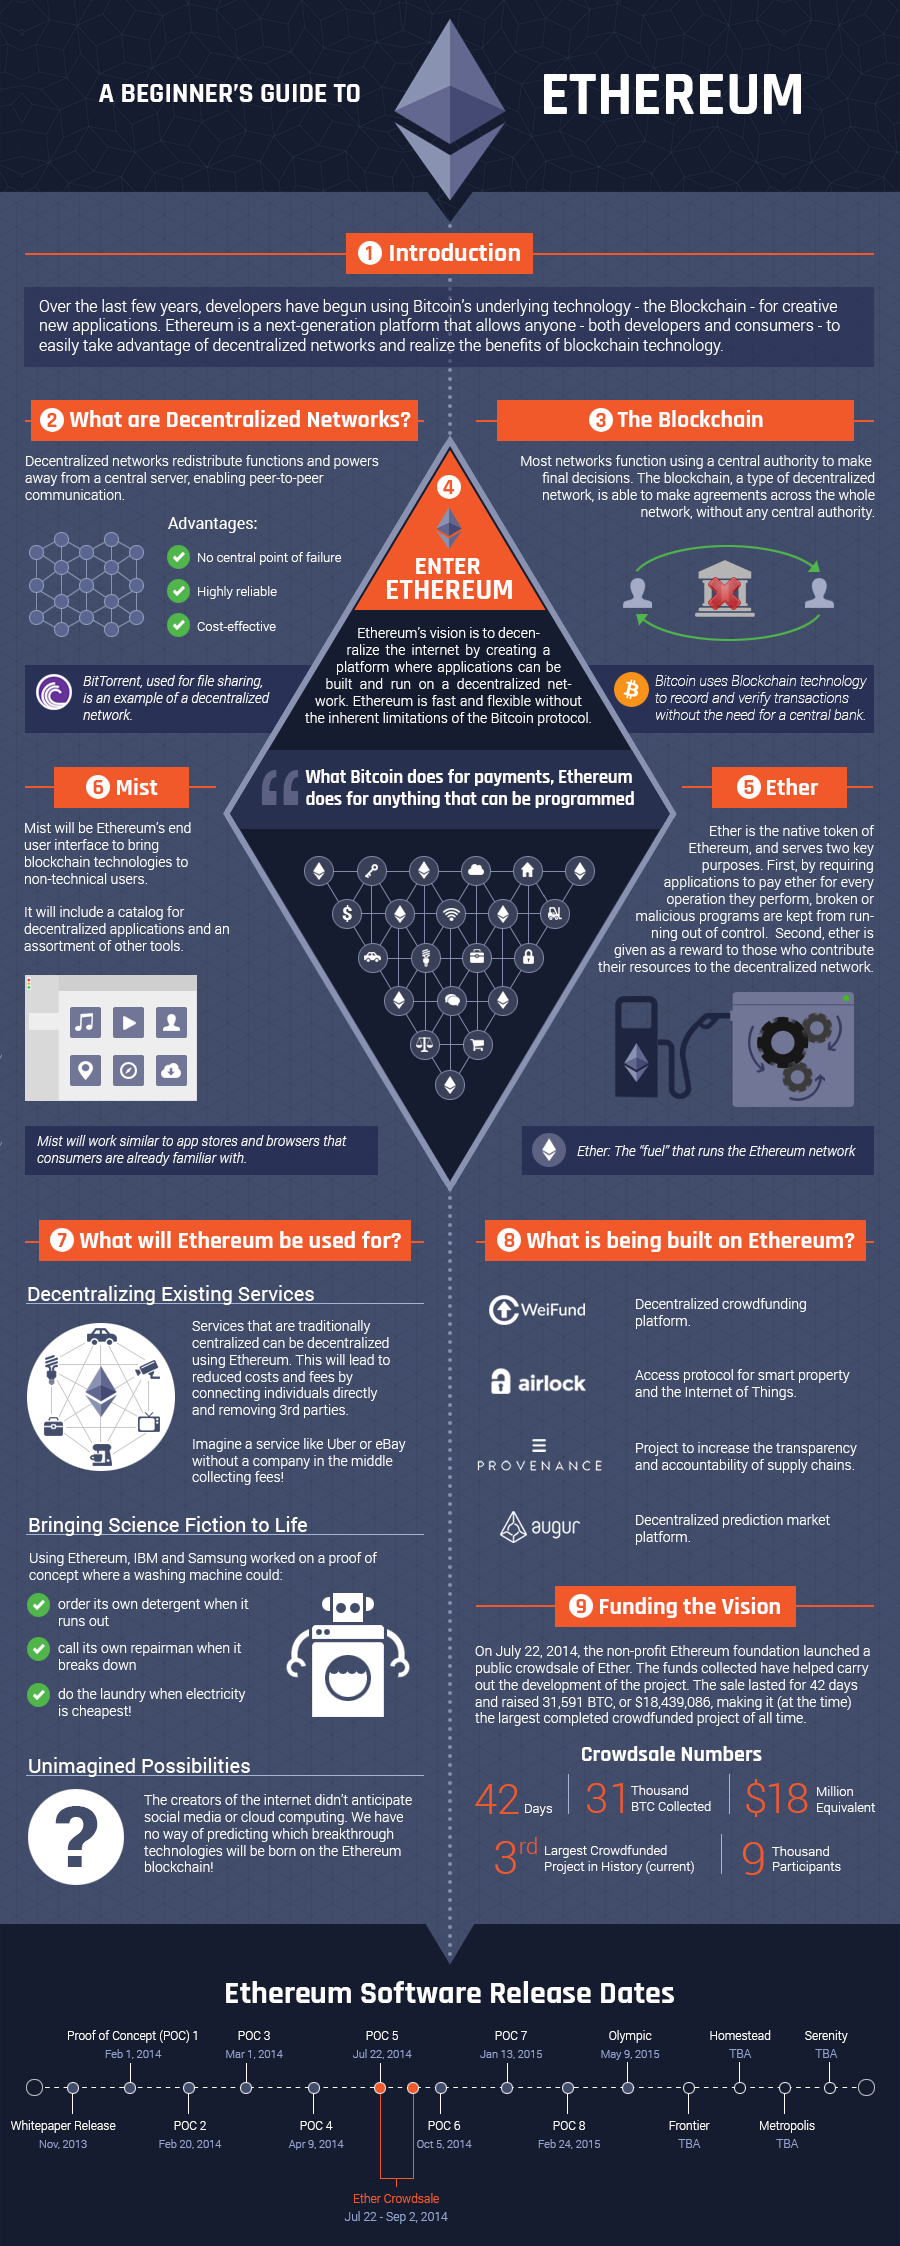 A BEGINNER'S GUIDE TO
ETHEREUM
1 Introduction
Over the last few years, developers have begun using Bitcoin's underlying technology - the Blockchain - for creative
new applications. Ethereum is a next-generation platform that allows anyone - both developers and consumers - to
easily take advantage of decentralized networks and realize the benefits of blockchain technology.
2 What are Decentralized Networks?
Decentralized networks redistribute functions and powers
away from a central server, enabling peer-to-peer
communication.
Advantages:
No central point of failure
Highly reliable
Cost-effective
BitTorrent, used for file sharing,
is an example of a decentralized
network.
3 The Blockchain
Most networks function using a central authority to make
final decisions. The blockchain, a type of decentralized
network, is able to make agreements across the whole
network, without any central authority.
Bitcoin uses Blockchain technology
to record and verify transactions
without the need for a central bank.
4
ENTER
ETHEREUM
Ethereum's vision is to decen-
ralize the internet by creating a
platform where applications can be
built and run on a decentralized net-
work. Ethereum is fast and flexible without
the inherent limitations of the Bitcoin protocol.
“ What Bitcoin does for payments, Ethereum
does for anything that can be programmed
$
5 Ether
Ether is the native token of
Ethereum, and serves two key
purposes. First, by requiring
applications to pay ether for every
operation they perform, broken or
malicious programs are kept from run-
ning out of control. Second, ether is
given as a reward to those who contribute
their resources to the decentralized network.
Ether: The “fuel” that runs the Ethereum network
6 Mist
Mist will be Ethereum's end
user interface to bring
blockchain technologies to
non-technical users.
It will include a catalog for
decentralized applications and an
assortment of other tools.
Mist will work similar to app stores and browsers that
consumers are already familiar with.
7 What will Ethereum be used for?
Decentralizing Existing Services
Services that are traditionally
centralized can be decentralized
using Ethereum. This will lead to
reduced costs and fees by
connecting individuals directly
and removing 3rd parties.
Imagine a service like Uber or eBay
without a company in the middle
collecting fees!
Bringing Science Fiction to Life
Using Ethereum, IBM and Samsung worked on a proof of
concept where a washing machine could:
order its own detergent when it
runs out
call its own repairman when it
breaks down
do the laundry when electricity
is cheapest!
Unimagined Possibilities
?
The creators of the internet didn't anticipate
social media or cloud computing. We have
no way of predicting which breakthrough
technologies will be born on the Ethereum
blockchain!
8 What is being built on Ethereum?
WeiFund
Decentralized crowdfunding
platform.
airlock
Access protocol for smart property
and the Internet of Things.
PROVENANCE
Project to increase the transparency
and accountability of supply chains.
augur
Decentralized prediction market
platform.
9 Funding the Vision
On July 22, 2014, the non-profit Ethereum foundation launched a
public crowdsale of Ether. The funds collected have helped carry
out the development of the project. The sale lasted for 42 days
and raised 31,591 BTC, or $18,439,086, making it (at the time)
the largest completed crowdfunded project of all time.
Crowdsale Numbers
42 Days
31 Thousand
BTC Collected
$18 Million
Equivalent
3rd Largest Crowdfunded
Project in History (current)
9 Thousand
Participants
Ethereum Software Release Dates
Proof of Concept (POC) 1
Feb 1, 2014
POC 3
Mar 1, 2014
POC 5
Jul 22, 2014
POC 7
Jan 13, 2015
Olympic
May 9, 2015
Homestead
TBA
Serenity
TBA
Whitepaper Release
Nov, 2013
POC 2
Feb 20, 2014
POC 4
Apr 9, 2014
POC 6
Oct 5, 2014
POC 8
Feb 24, 2015
Frontier
TBA
Metropolis
TBA
Ether Crowdsale
Jul 22 - Sep 2, 2014